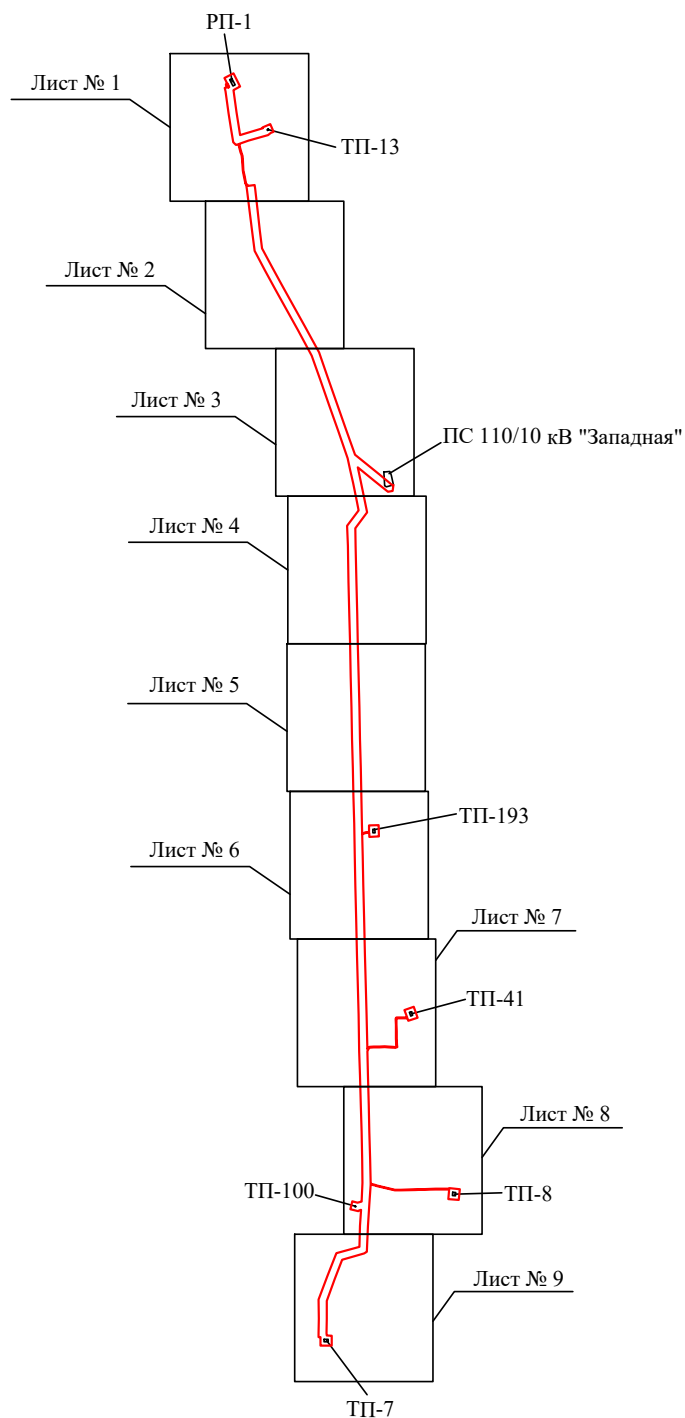 РП-1
Лист № 1
ТП-13
Лист № 2
Лист № 3
ПС 110/10 кВ "Западная"
Лист № 4
Лист № 5
ТП-193
Лист № 6
Лист № 7
ТП-41
Лист № 8
ТП-100
ТП-8
Лист № 9
ТП-7